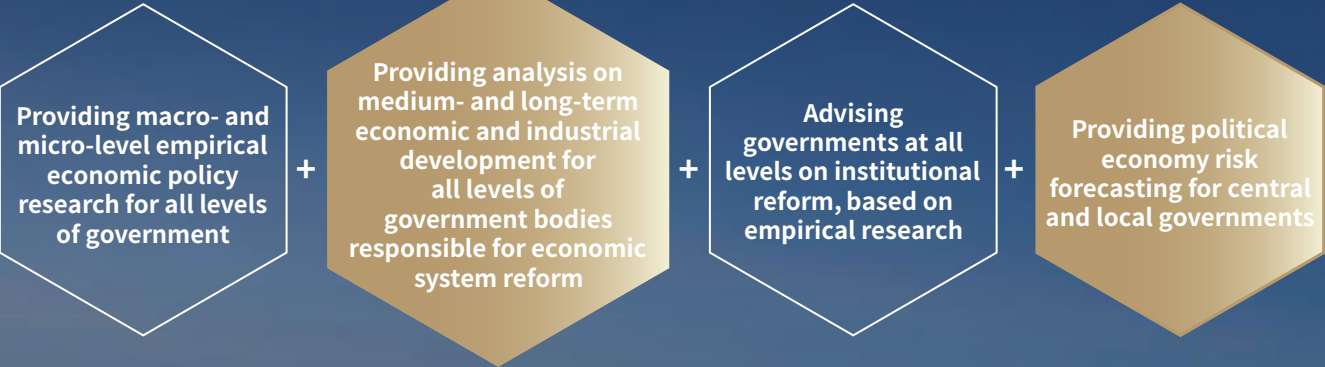 Providing macro- and
micro-level empirical
economic policy
research for all levels
of government
+
Providing analysis on
medium- and long-term
economic and industrial
development for
all levels of
government bodies
responsible for economic
system reform
+
Advising
governments at all
levels on institutional
reform, based on
empirical research
+
Providing political
economy risk
forecasting for central
and local governments